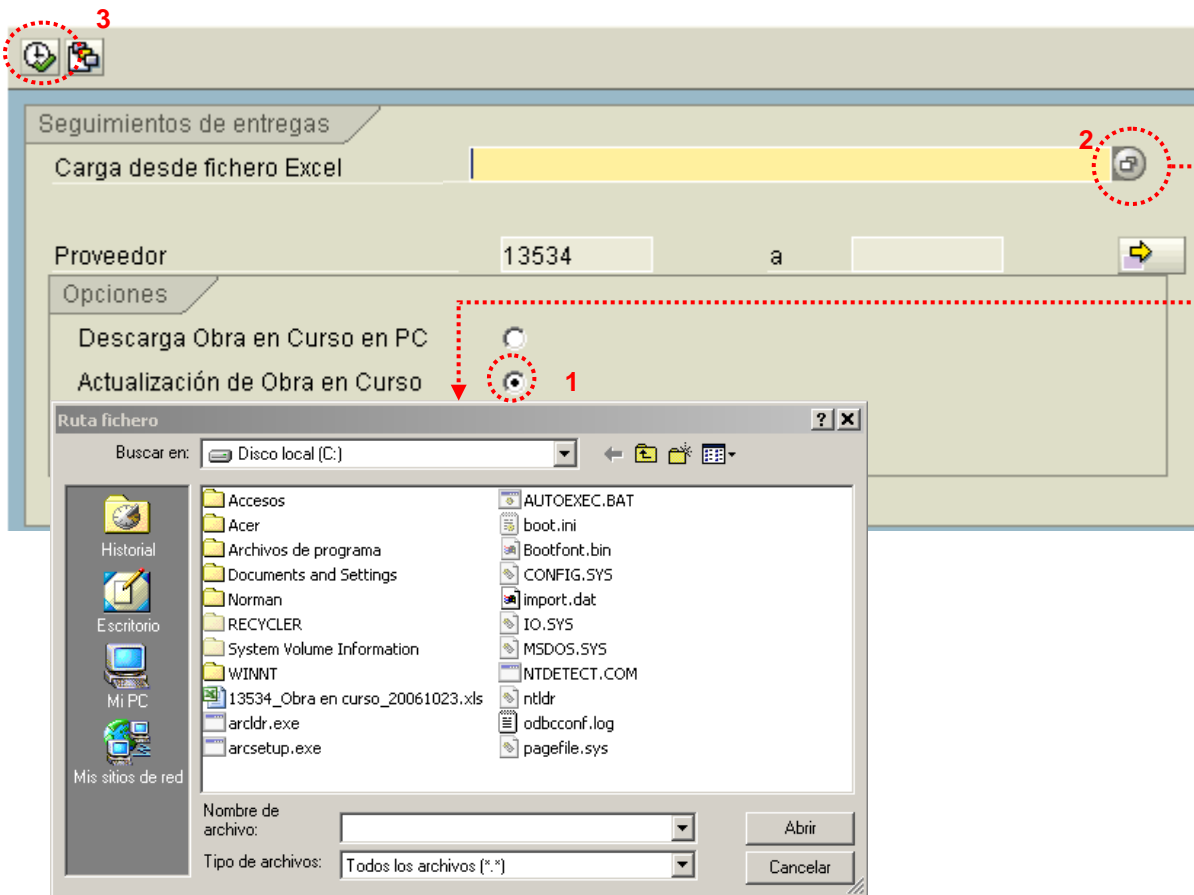 3
Seguimientos de entregas
2
Carga desde fichero Excel
Proveedor 13534 a
Opciones
Descarga Obra en Curso en PC
Actualización de Obra en Curso 1
Ruta fichero
Buscar en: Disco local (C:)
Historial
Escritorio
Mi PC
Mis sitios de red
Accesos
Acer
Archivos de programa
Documents and Settings
Norman
RECYCLER
System Volume Information
WINNT
13534_Obra en curso_20061023.xls
arcldr.exe
arcsetup.exe
AUTOEXEC.BAT
boot.ini
Bootfont.bin
CONFIG.SYS
import.dat
IO.SYS
MSDOS.SYS
NTDETECT.COM
ntldr
odbcconf.log
pagefile.sys
Nombre de
archivo:
Abrir
Tipo de archivos: Todos los archivos (*.*)
Cancelar